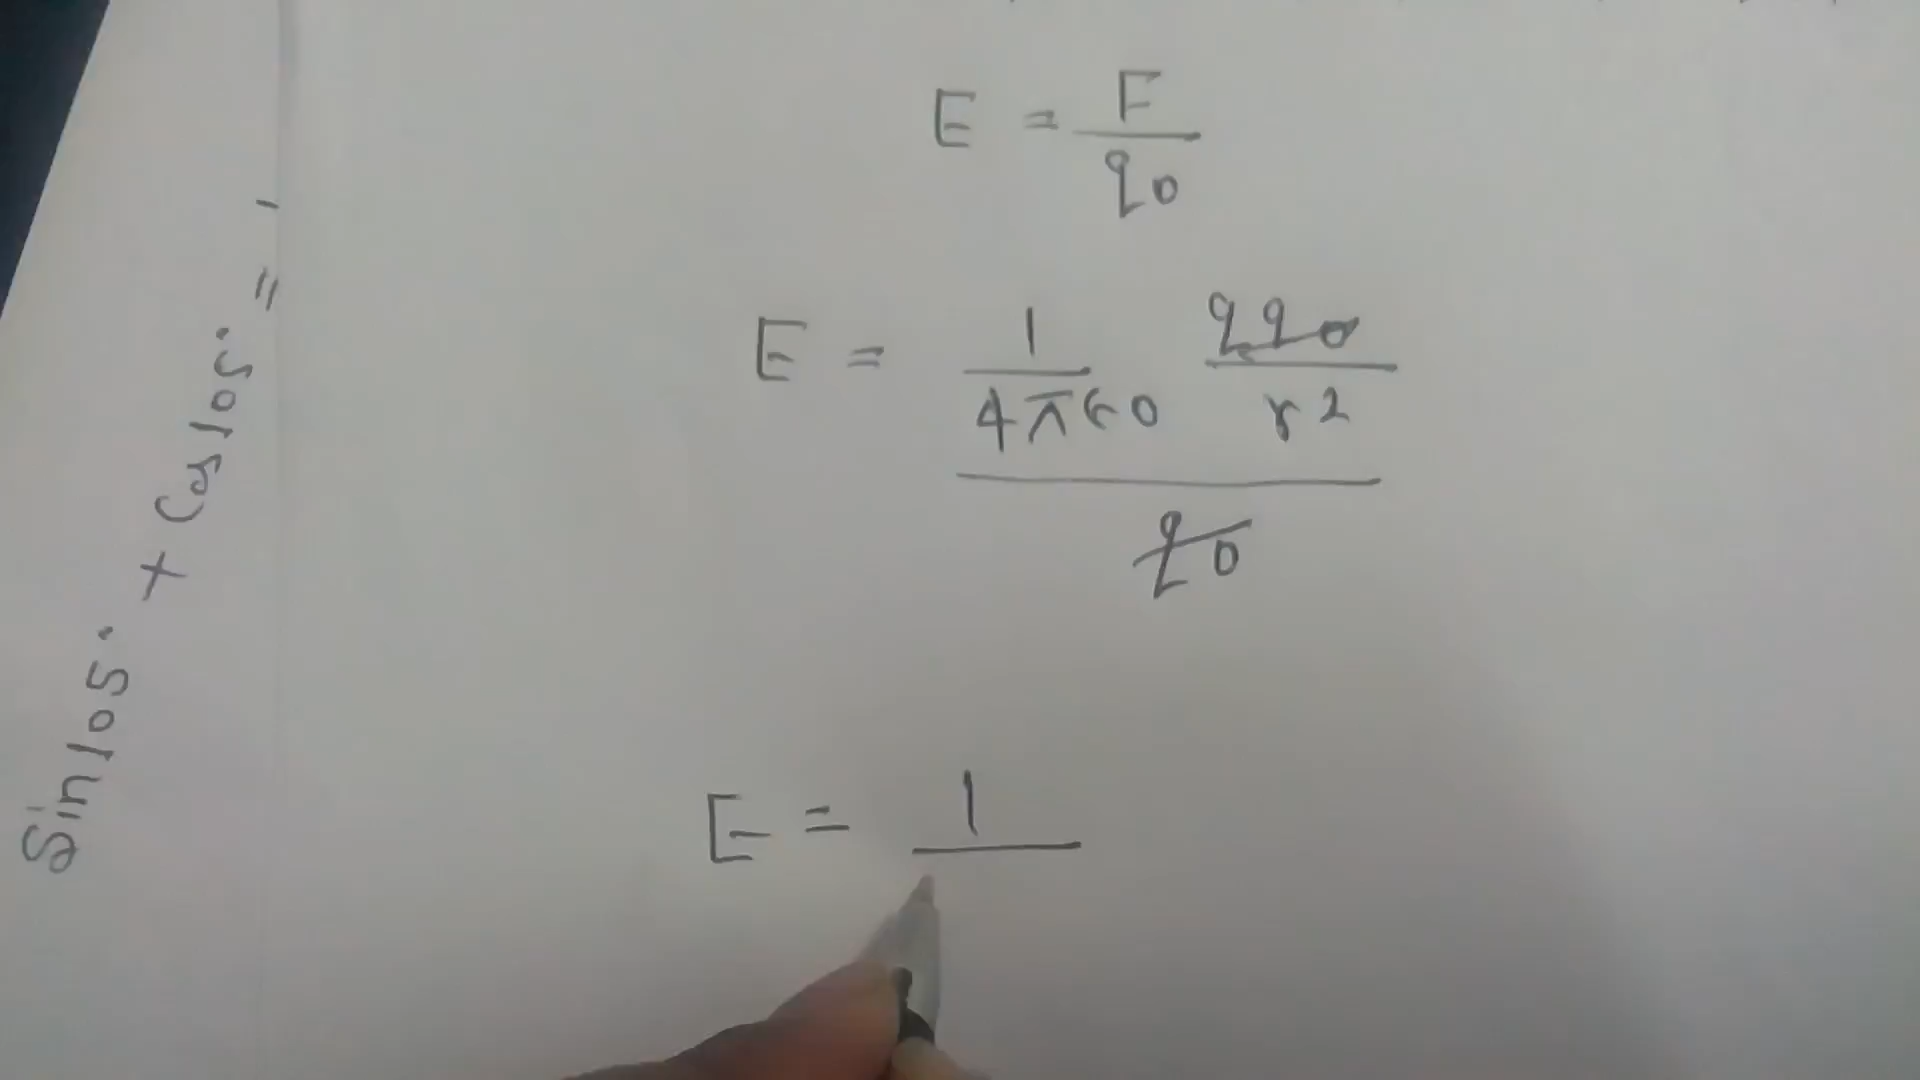 E = F/q0
E = 1/4πϵ0 qq0/r2 / q0
E = 1
Sin105° + Cos105° = 1